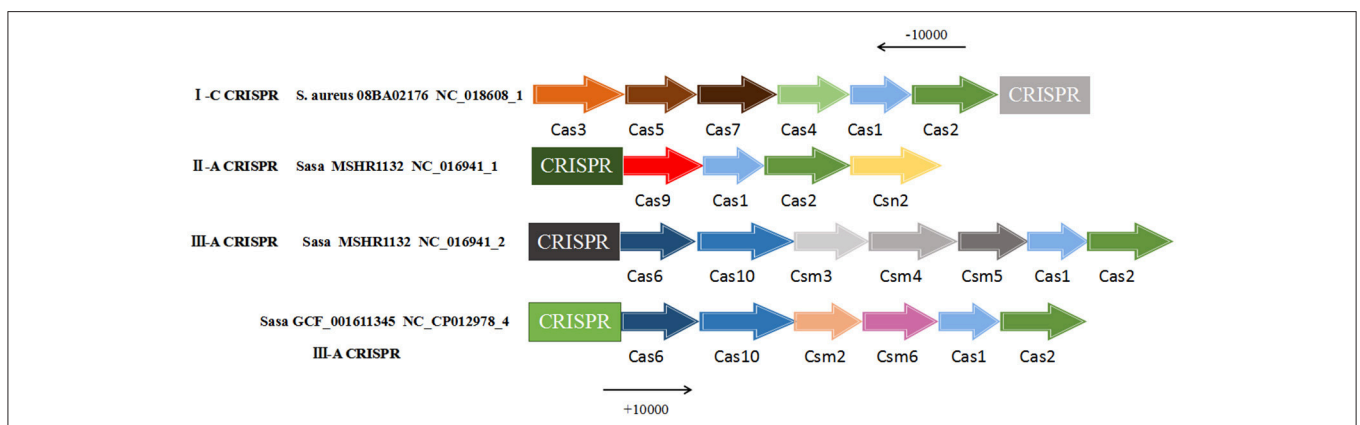 -10000
I -C CRISPR S. aureus 08BA02176 NC_018608_1 CRISPR
Cas3 Cas5 Cas7 Cas4 Cas1 Cas2
II-A CRISPR Sasa MSHR1132 NC_016941_1 CRISPR
Cas9 Cas1 Cas2 Csn2
III-A CRISPR Sasa MSHR1132 NC_016941_2 CRISPR
Cas6 Cas10 Csm3 Csm4 Csm5 Cas1 Cas2
Sasa GCF_001611345 NC_CP012978_4 CRISPR
III-A CRISPR Cas6 Cas10 Csm2 Csm6 Cas1 Cas2
+10000